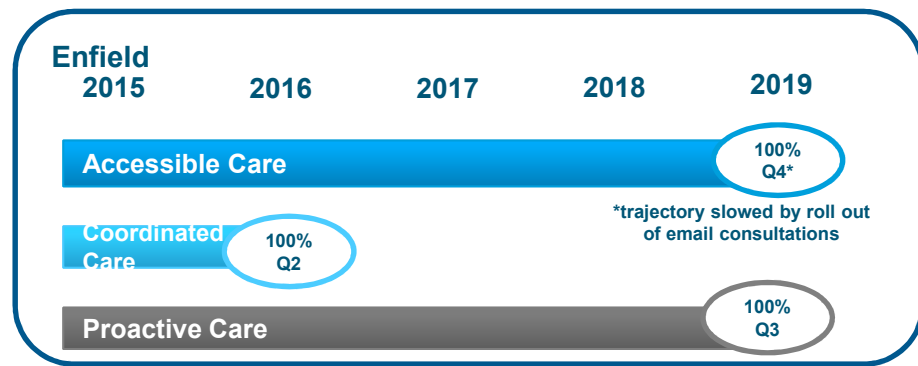 Enfield
2015 2016 2017 2018 2019
Accessible Care
100%
Q4*
*trajectory slowed by roll out
of email consultations
Coordinated
Care
100%
Q2
Proactive Care
100%
Q3